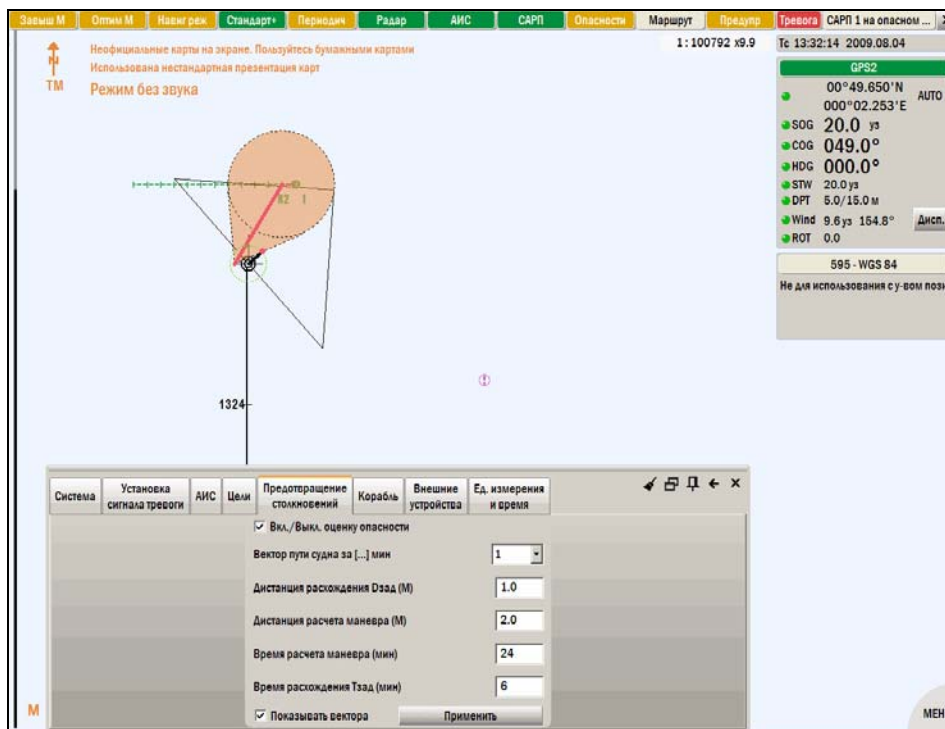 Завыш М Оптим М Навиг реж Стандарт+ Периодич Радар АИС САРП Опасности Маршрут Предупр Тревога САРП 1 на опасном ...
Неофициальные карты на экране. Пользуйтесь бумажными картами
Использована нестандартная презентация карт
Режим без звука
N
ТМ
1:100792 x9.9
Тс 13:32:14 2009.08.04
GPS2
00°49.650'N
000°02.253'E
AUTO
SOG 20.0 уз
COG 049.0°
HDG 000.0°
STW 20.0 уз
DPT 5.0/15.0 м
Wind 9.6 уз 154.8° Дисп.
ROT 0.0
595 - WGS 84
Не для использования с у-вом пози
1324
Система
Установка сигнала тревоги
АИС
Цели
Предотвращение столкновений
Корабль
Внешние устройства
Ед. измерения и время
Вкл./Выкл. оценку опасности
Вектор пути судна за [...] мин 1
Дистанция расхождения Dзад (М) 1.0
Дистанция расчета маневра (М) 2.0
Время расчета маневра (мин) 24
Время расхождения Tзад (мин) 6
Показывать вектора Применить
М
МЕН